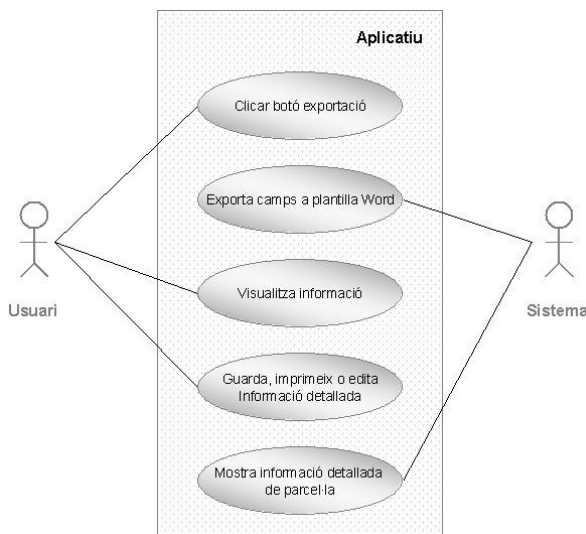 Aplicatiu
Clicar botó exportació
Exporta camps a plantilla Word
Usuari
Sistema
Visualitza informació
Guarda, imprimeix o edita
Informació detallada
Mostra informació detallada
de parcel·la